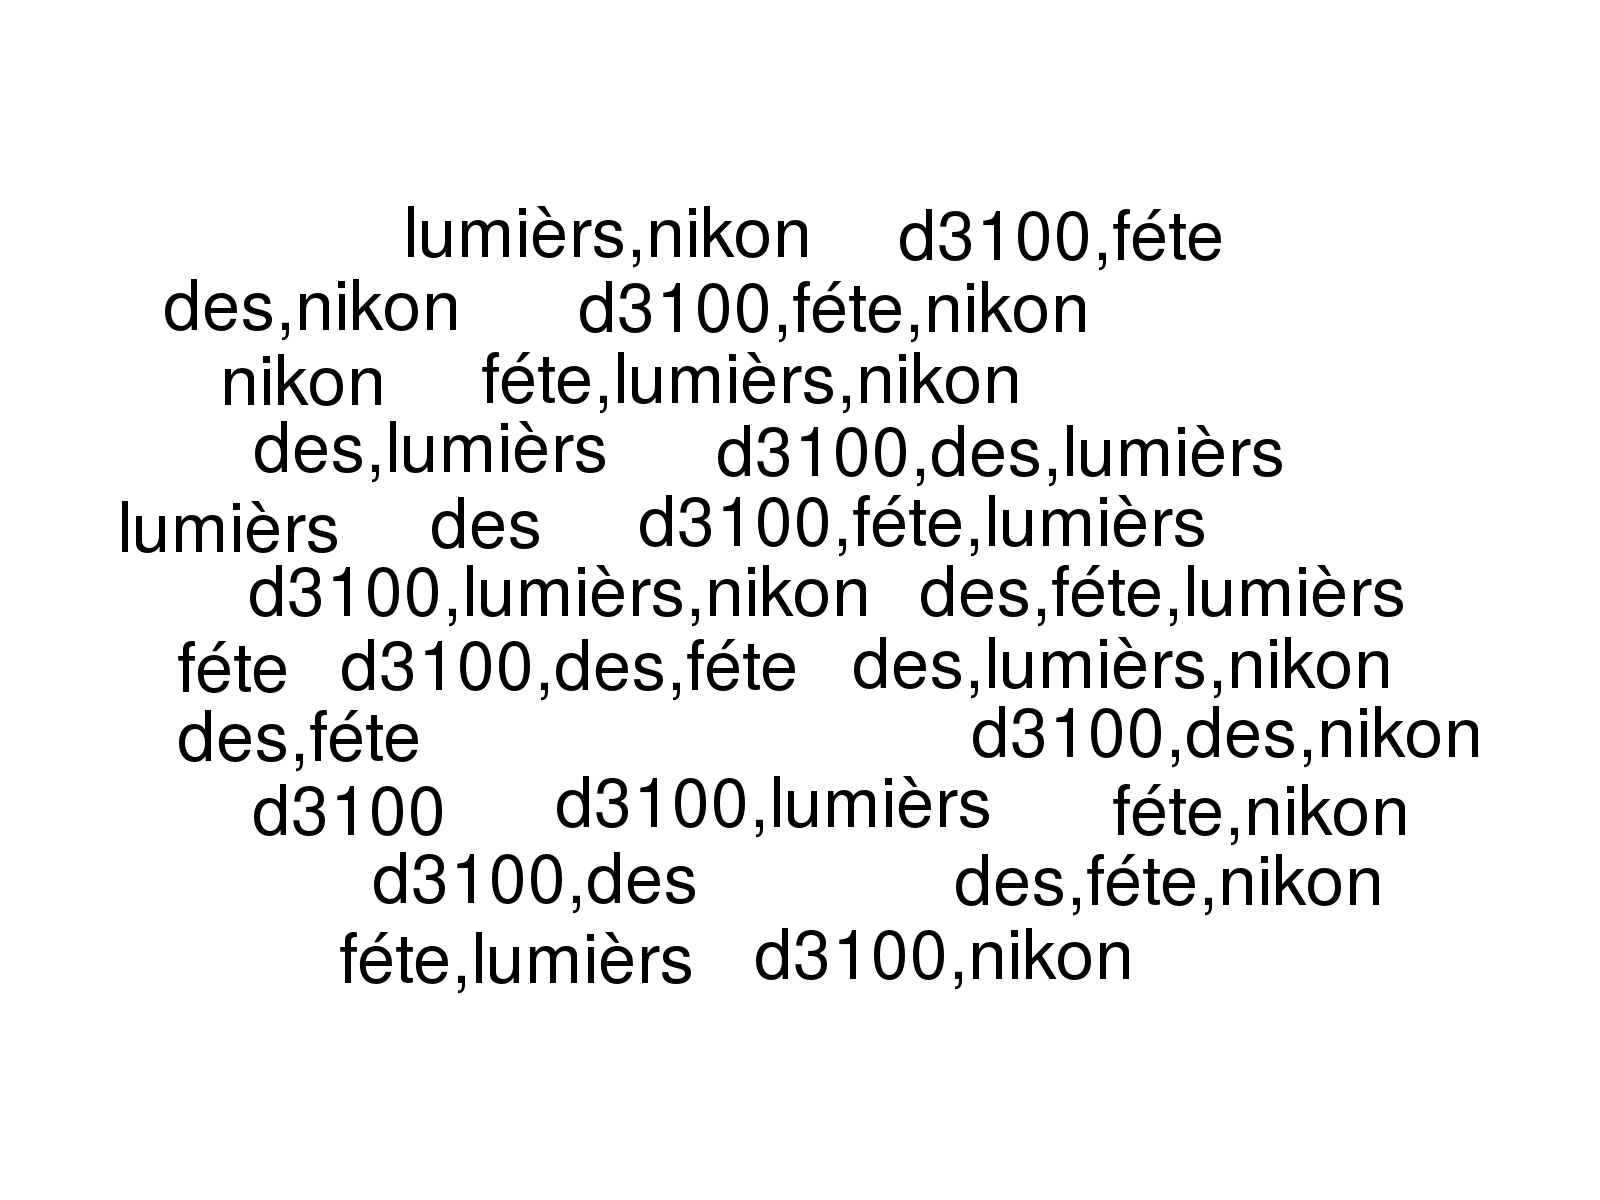 lumièrs,nikon d3100,féte
des,nikon d3100,féte,nikon
nikon féte,lumièrs,nikon
des,lumièrs d3100,des,lumièrs
lumièrs des d3100,féte,lumièrs
d3100,lumièrs,nikon des,féte,lumièrs
féte d3100,des,féte des,lumièrs,nikon
des,féte d3100,des,nikon
d3100 d3100,lumièrs féte,nikon
d3100,des des,féte,nikon
féte,lumièrs d3100,nikon